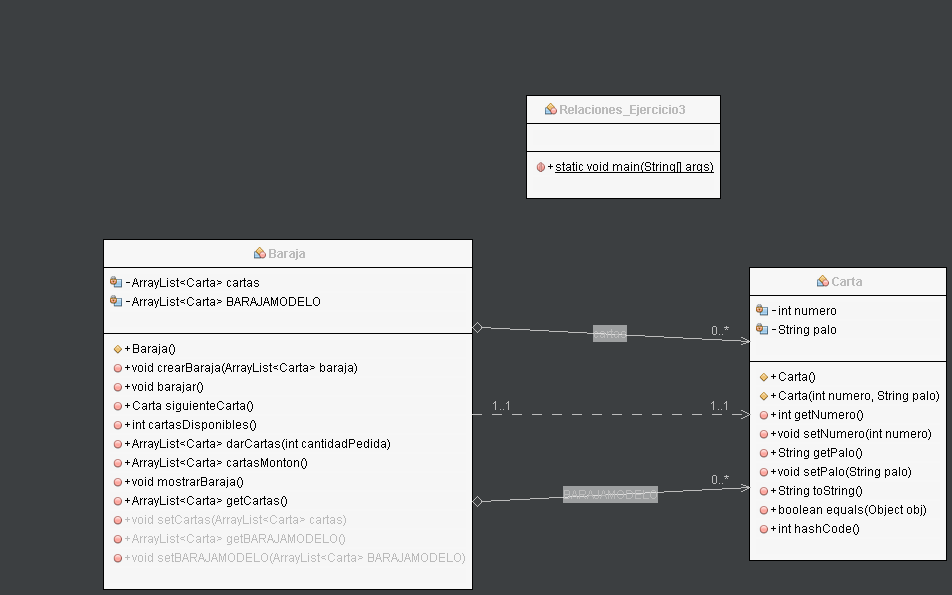 Relaciones_Ejercicio3
+static void main(String[] args)
Baraja
-ArrayList<Carta> cartas
-ArrayList<Carta> BARAJAMODELO
+Baraja()
+void crearBaraja(ArrayList<Carta> baraja)
+void barajar()
+Carta siguienteCarta()
+int cartasDisponibles()
+ArrayList<Carta> darCartas(int cantidadPedida)
+ArrayList<Carta> cartasMonton()
+void mostrarBaraja()
+ArrayList<Carta> getCartas()
+void setCartas(ArrayList<Carta> cartas)
+ArrayList<Carta> getBARAJAMODELO()
+void setBARAJAMODELO(ArrayList<Carta> BARAJAMODELO)
cartas
0..*
1..1
1..1
BARAJAMODELO
0..*
Carta
-int numero
-String palo
+Carta()
+Carta(int numero, String palo)
+int getNumero()
+void setNumero(int numero)
+String getPalo()
+void setPalo(String palo)
+String toString()
+boolean equals(Object obj)
+int hashCode()